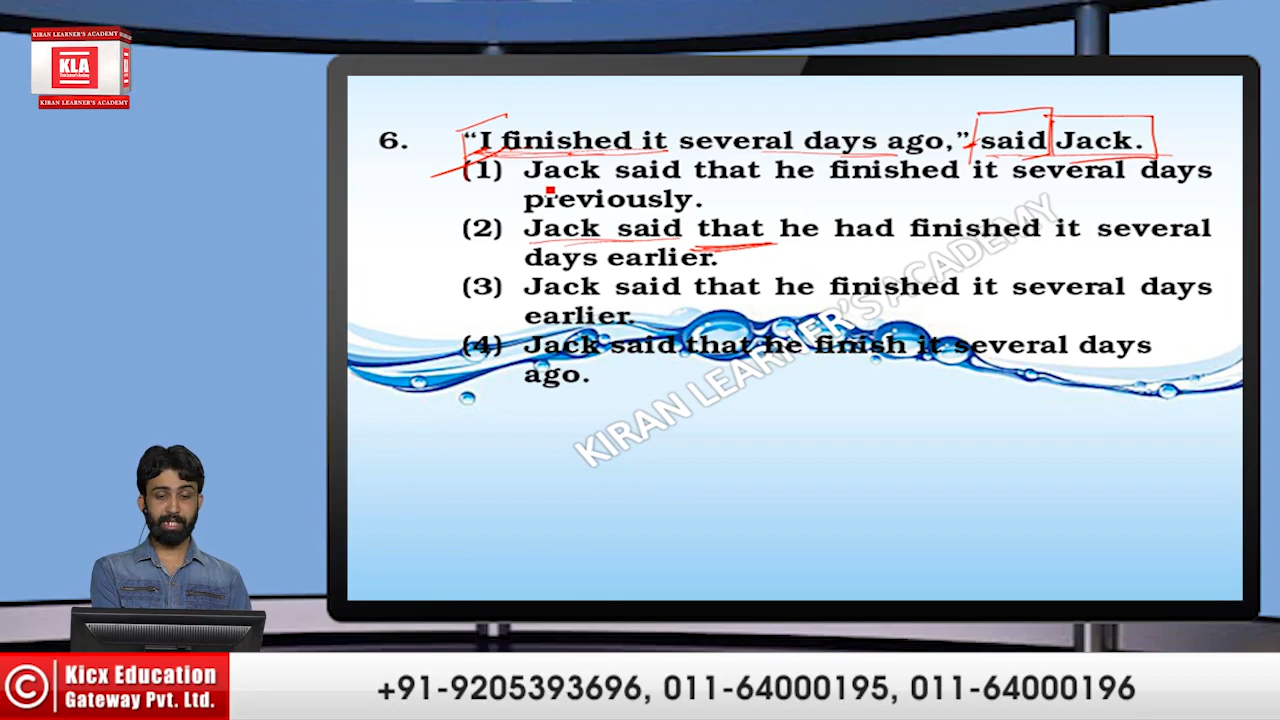 KIRAN LEARNER'S ACADEMY
KLA
Kiran Learner's Academy
KIRAN LEARNER'S ACADEMY
6. "I finished it several days ago," said Jack.
(1) Jack said that he finished it several days
previously.
(2) Jack said that he had finished it several
days earlier.
(3) Jack said that he finished it several days
earlier.
(4) Jack said that he finish it several days
ago.
KIRAN LEARNER'S ACADEMY
© Kicx Education
Gateway Pvt. Ltd.
+91-9205393696, 011-64000195, 011-64000196